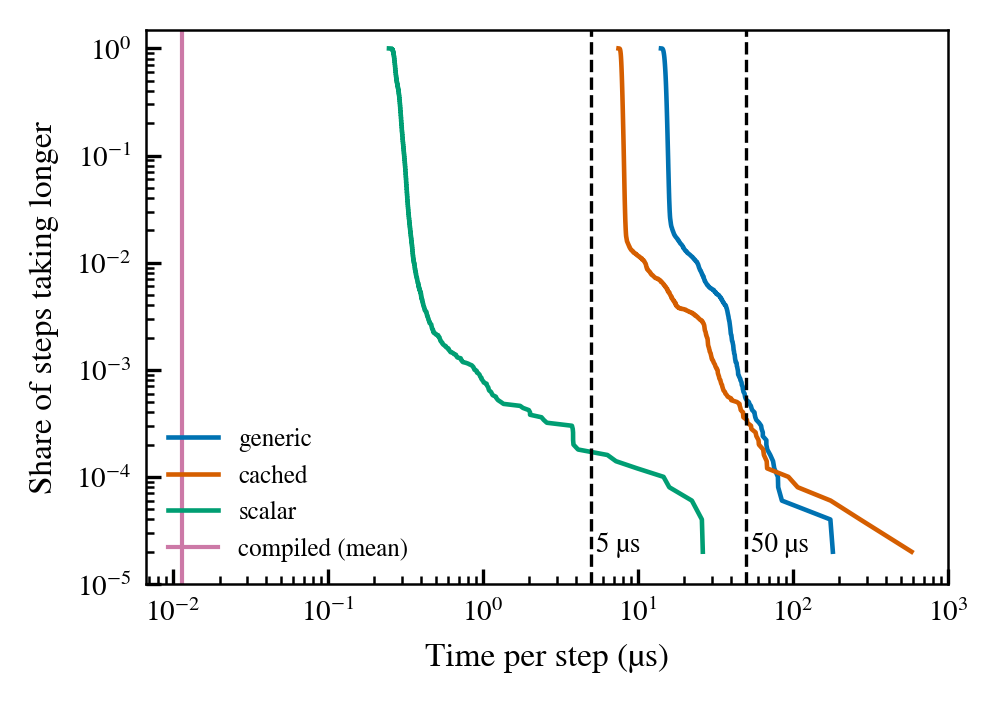 Share of steps taking longer
10⁰
10⁻¹
10⁻²
10⁻³
10⁻⁴
10⁻⁵
generic
cached
scalar
compiled (mean)
5 µs
50 µs
10⁻² 10⁻¹ 10⁰ 10¹ 10² 10³
Time per step (µs)